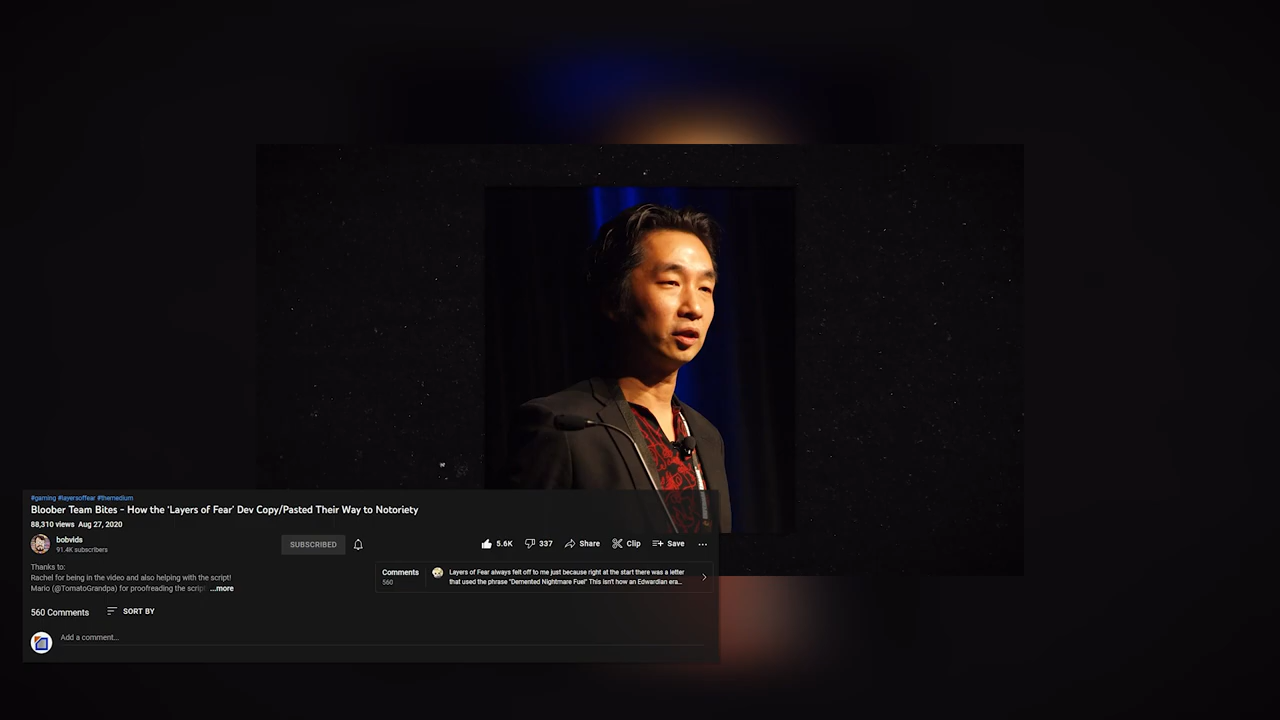 #gaming #layersoffear #themedium
Bloober Team Bites - How the 'Layers of Fear' Dev Copy/Pasted Their Way to Notoriety
88,310 views Aug 27, 2020
bobvids
91.4K subscribers
SUBSCRIBED
5.6K
337
Share
Clip
Save
Thanks to:
Rachel for being in the video and also helping with the script!
Mario (@TomatoGrandpa) for proofreading the scrip ...more
Comments
560
Layers of Fear always felt off to me just because right at the start there was a letter
that used the phrase "Demented Nightmare Fuel" This isn't how an Edwardian era...
560 Comments
SORT BY
Add a comment...